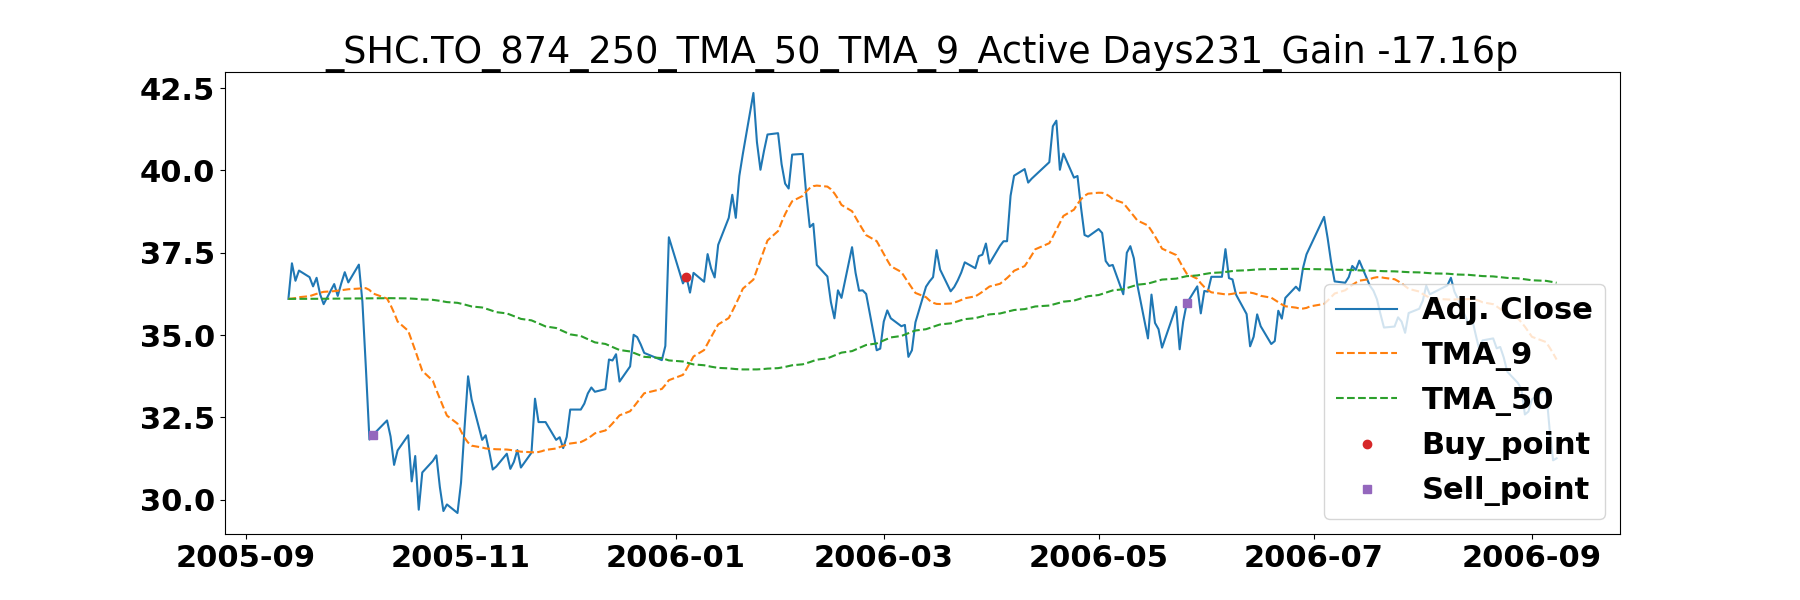 _SHC.TO_874_250_TMA_50_TMA_9_Active Days231_Gain -17.16p
42.5
40.0
37.5
35.0
32.5
30.0
Adj. Close
TMA_9
TMA_50
Buy_point
Sell_point
2005-09 2005-11 2006-01 2006-03 2006-05 2006-07 2006-09